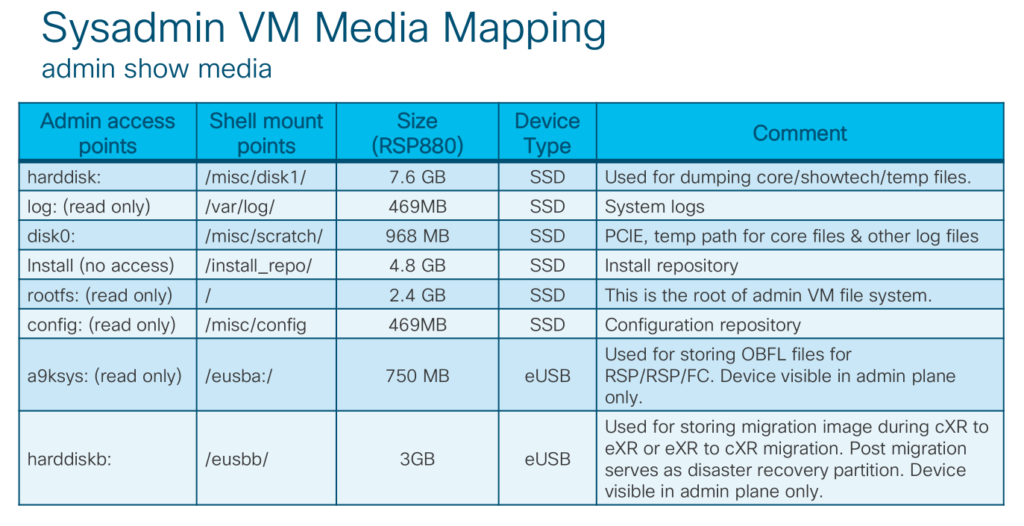 Sysadmin VM Media Mapping
admin show media
Admin access points | Shell mount points | Size (RSP880) | Device Type | Comment
harddisk: | /misc/disk1/ | 7.6 GB | SSD | Used for dumping core/showtech/temp files.
log: (read only) | /var/log/ | 469MB | SSD | System logs
disk0: | /misc/scratch/ | 968 MB | SSD | PCIE, temp path for core files & other log files
Install (no access) | /install_repo/ | 4.8 GB | SSD | Install repository
rootfs: (read only) | / | 2.4 GB | SSD | This is the root of admin VM file system.
config: (read only) | /misc/config | 469MB | SSD | Configuration repository
a9ksys: (read only) | /eusba:/ | 750 MB | eUSB | Used for storing OBFL files for
RSP/RSP/FC. Device visible in admin plane
only.
harddiskb: | /eusbb/ | 3GB | eUSB | Used for storing migration image during cXR to
eXR or eXR to cXR migration. Post migration
serves as disaster recovery partition. Device
visible in admin plane only.